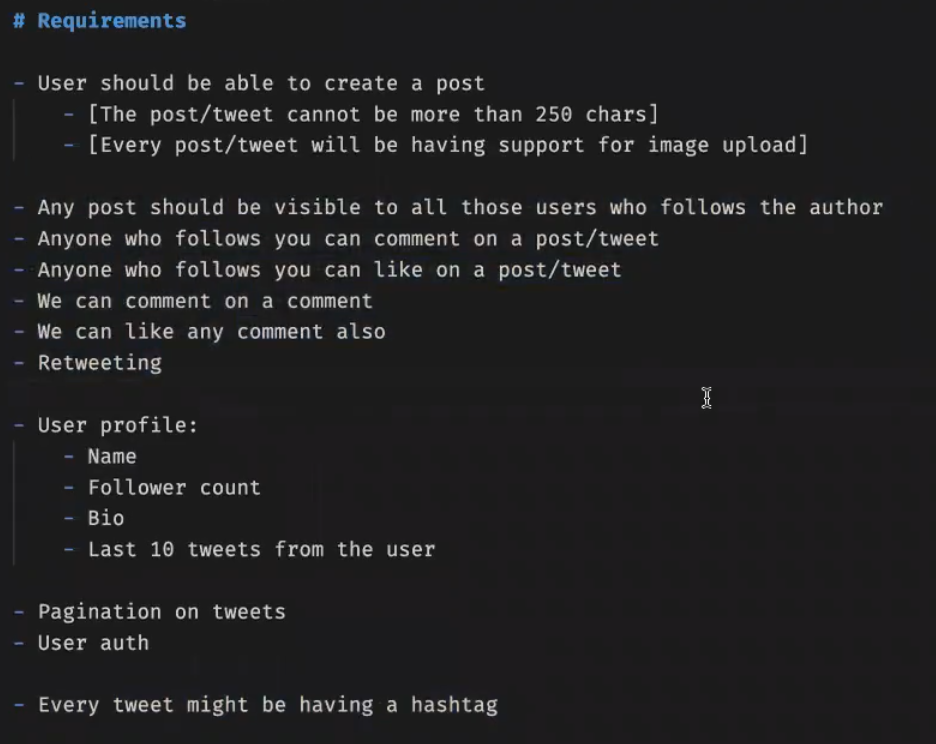 # Requirements
- User should be able to create a post
- [The post/tweet cannot be more than 250 chars]
- [Every post/tweet will be having support for image upload]
- Any post should be visible to all those users who follows the author
- Anyone who follows you can comment on a post/tweet
- Anyone who follows you can like on a post/tweet
- We can comment on a comment
- We can like any comment also
- Retweeting
- User profile:
- Name
- Follower count
- Bio
- Last 10 tweets from the user
- Pagination on tweets
- User auth
- Every tweet might be having a hashtag